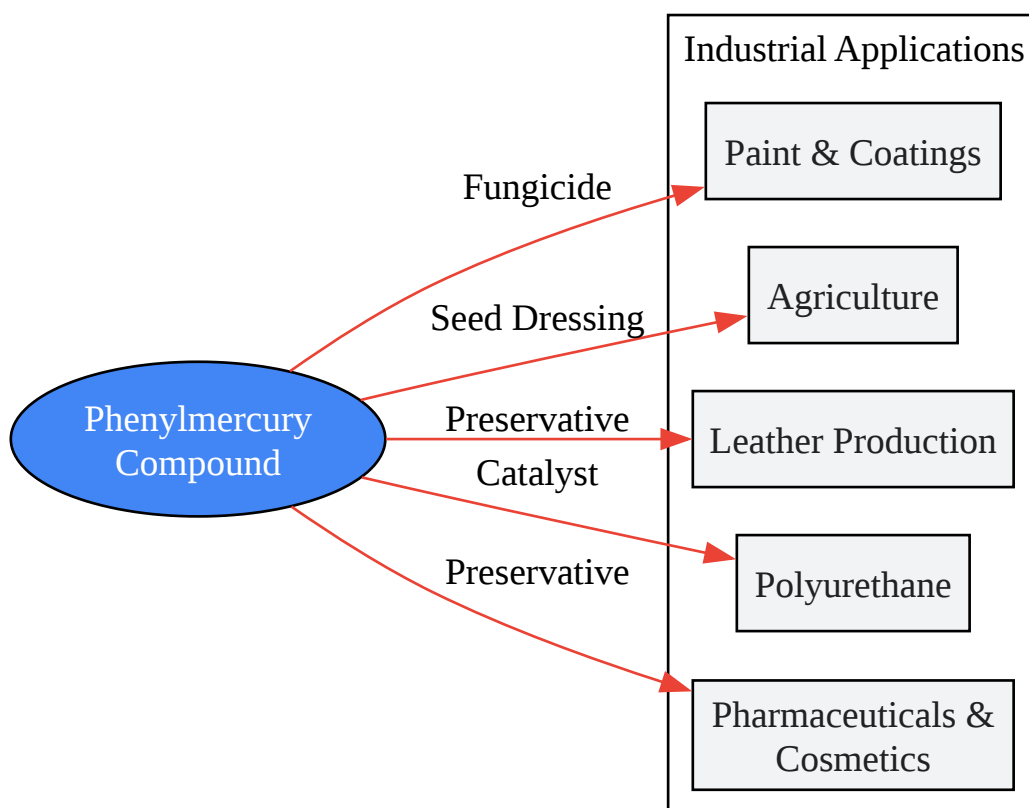 Industrial Applications
Paint & Coatings
Fungicide
Agriculture
Seed Dressing
Phenylmercury
Compound
Preservative
Leather Production
Catalyst
Polyurethane
Preservative
Pharmaceuticals &
Cosmetics